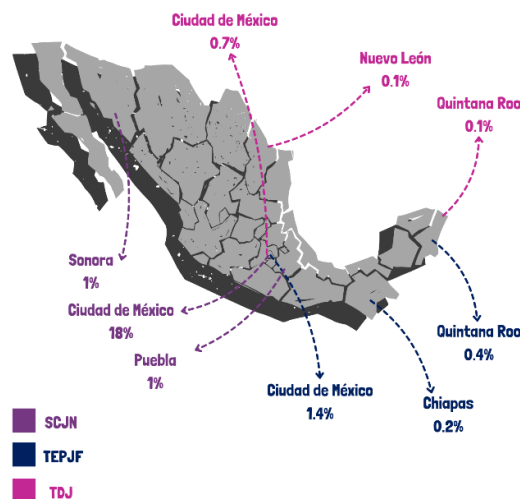 Ciudad de México
0.7%
Nuevo León
0.1%
Quintana Roo
0.1%
Sonora
1%
Ciudad de México
18%
Puebla
1%
Quintana Roo
0.4%
Ciudad de México
1.4%
Chiapas
0.2%
SCJN
TEPJF
TDJ